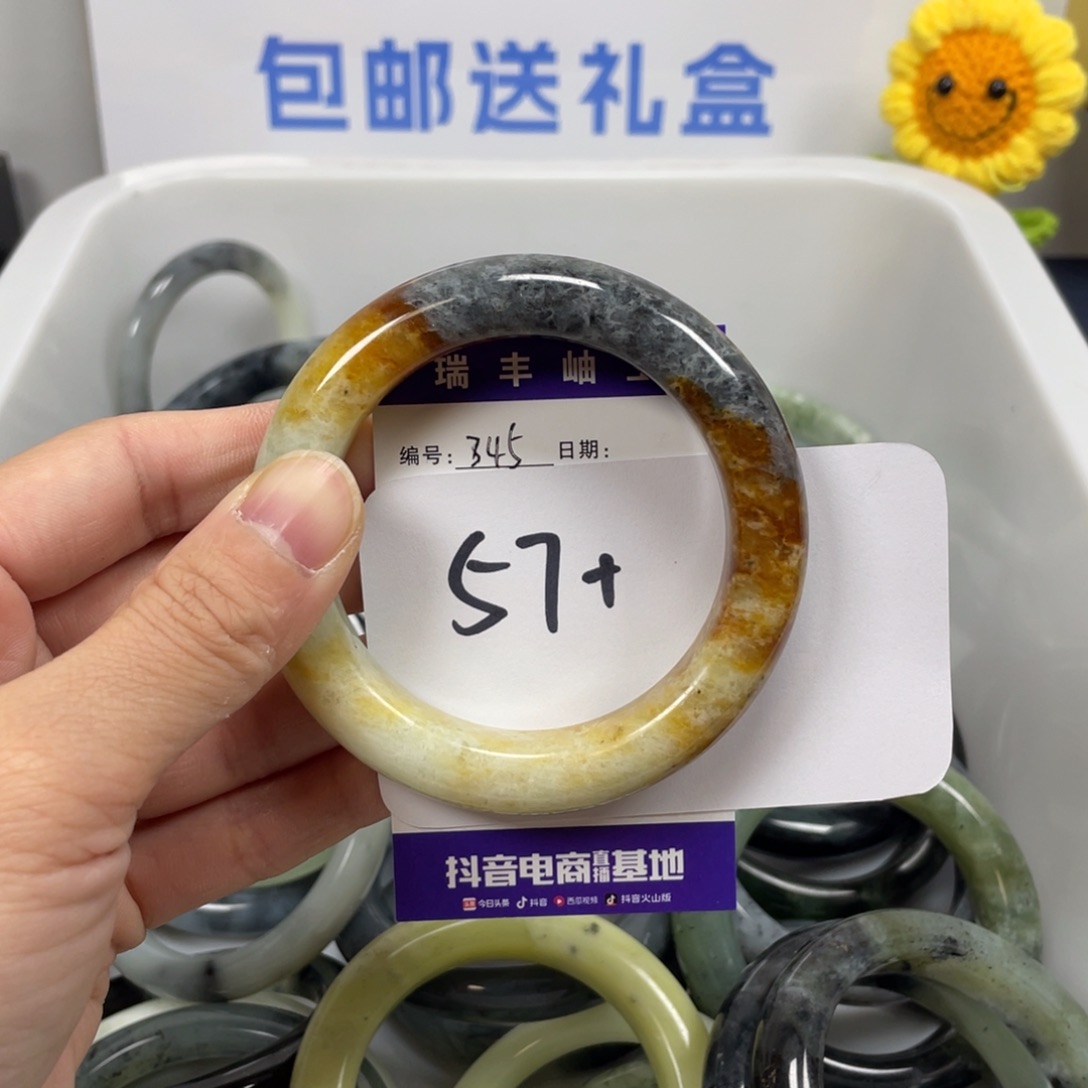 包邮送礼盒
瑞丰岫
编号: 345 日期:
57+
抖音电商直播基地
今日头条 抖音 西瓜视频 抖音火山版